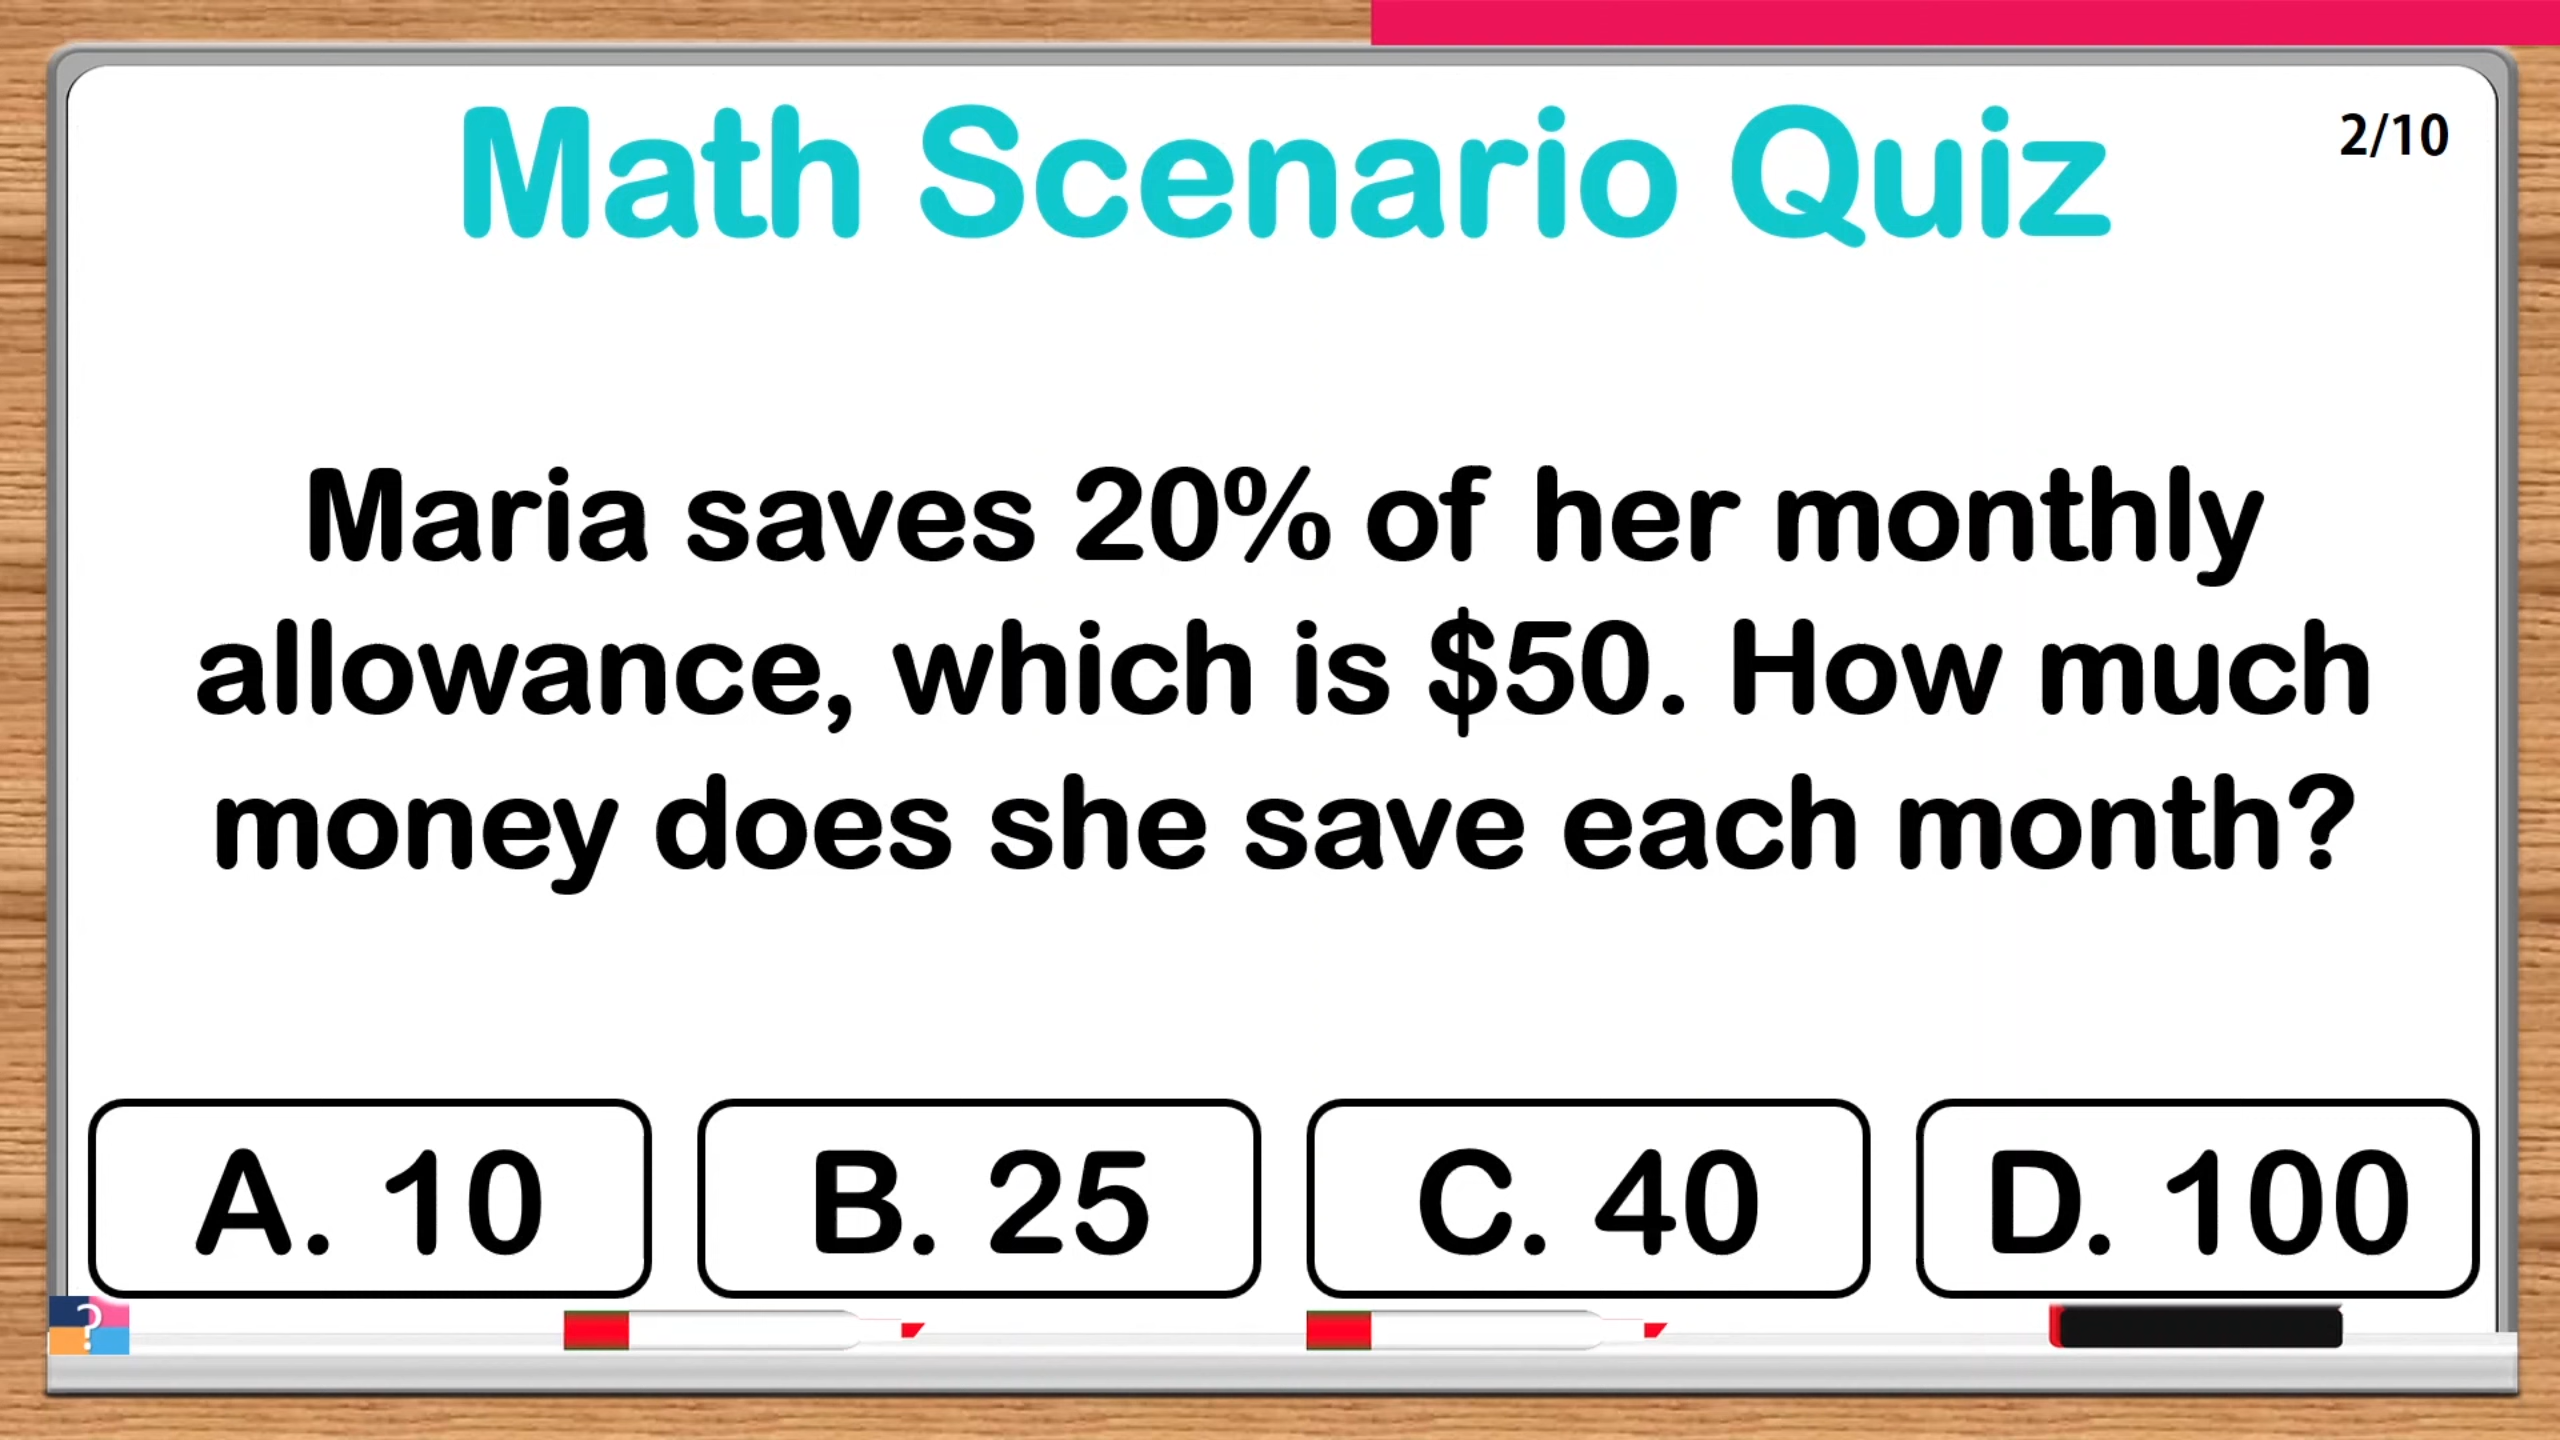 Math Scenario Quiz
2/10
Maria saves 20% of her monthly
allowance, which is $50. How much
money does she save each month?
A. 10
B. 25
C. 40
D. 100
?